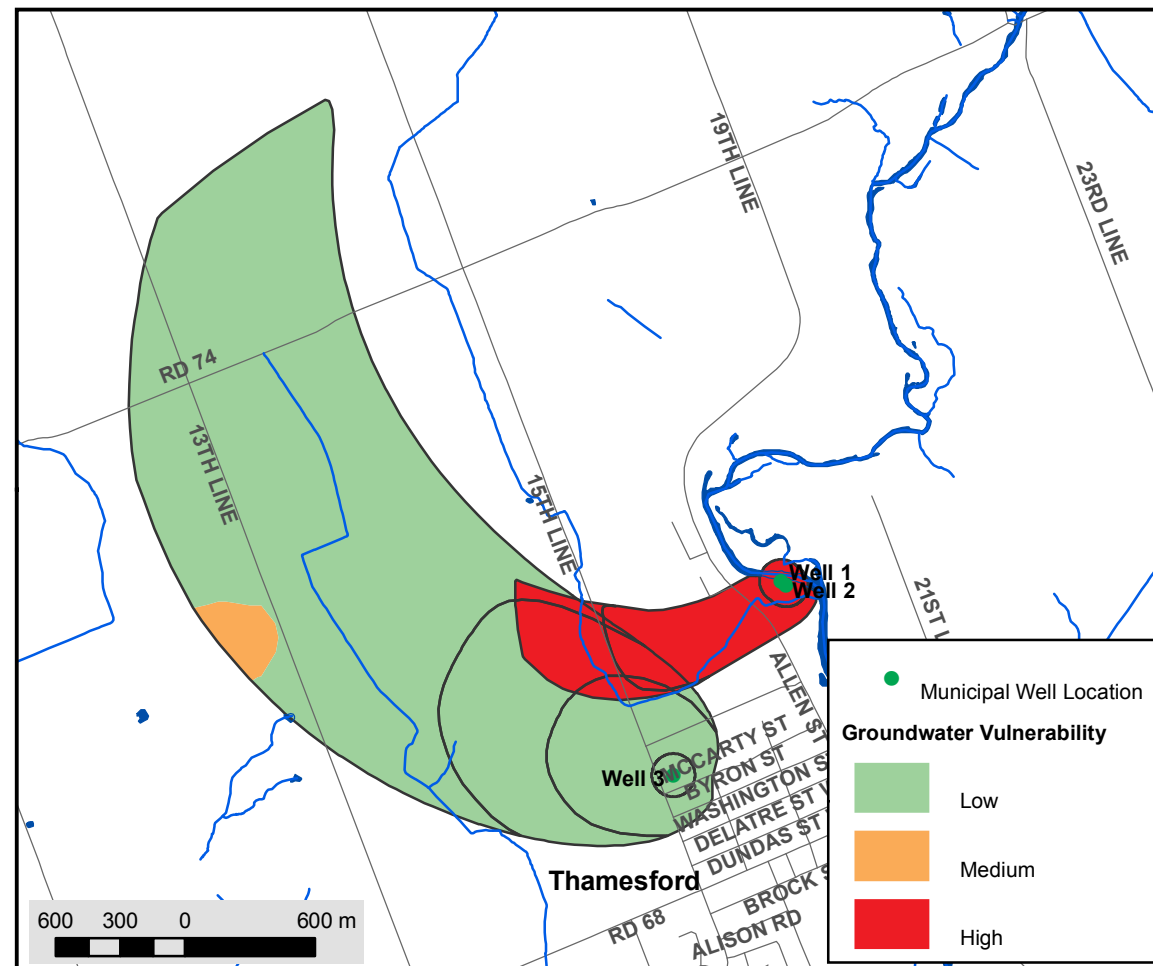 19TH LINE
23RD LINE
RD 74
13TH LINE
15TH LINE
Well 1
Well 2
21ST L
Municipal Well Location
Groundwater Vulnerability
Low
Medium
High
ALLEN ST
Well 3
MCCARTY ST
BYRON ST
WASHINGTON S
DELATRE ST
DUNDAS ST
Thamesford
BROCK S
RD 68
ALISON RD
600 300 0 600 m